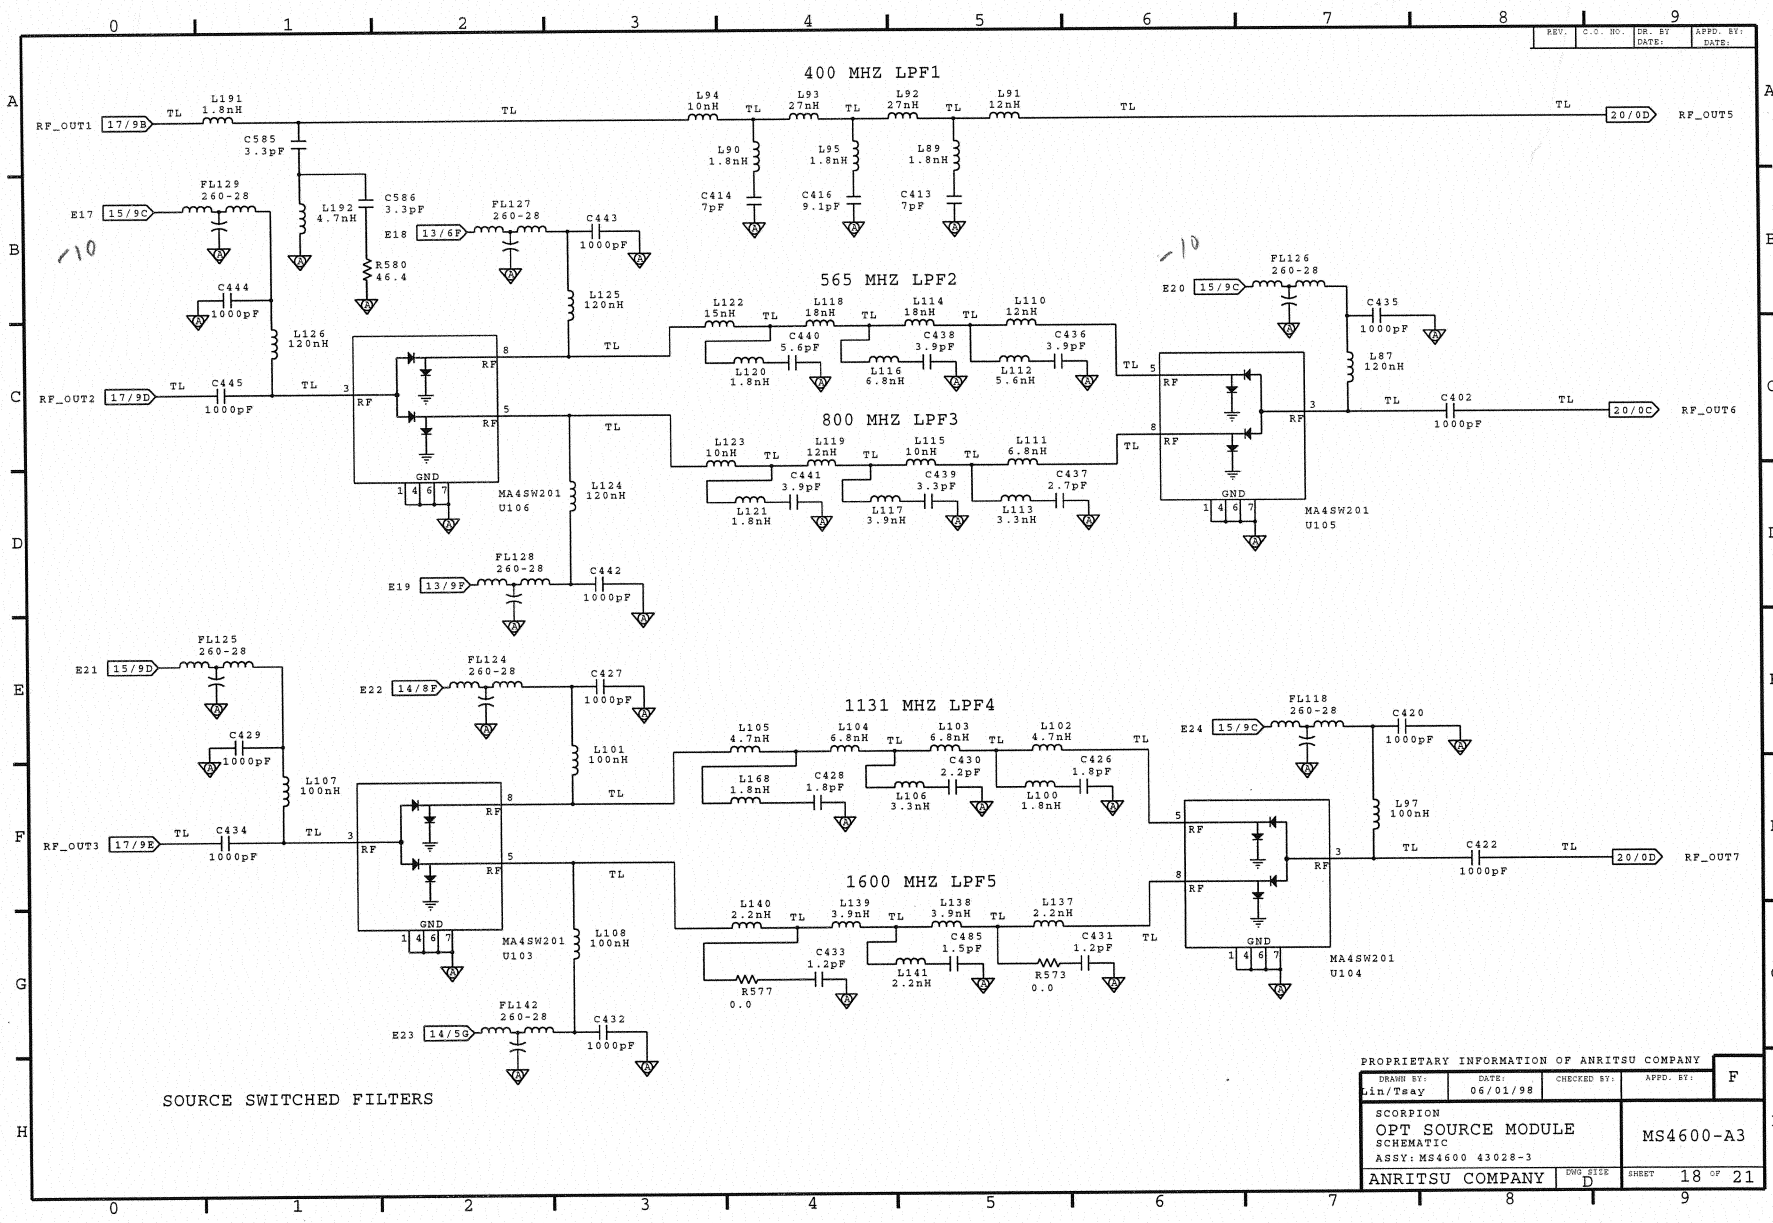 0 1 2 3 4 5 6 7 8 9
REV. C.O. NO. DR. BY DATE: APPD. BY: DATE:
400 MHZ LPF1
A
RF_OUT1 17/9B TL L191 1.8nH TL L94 10nH TL L93 27nH TL L92 27nH TL L91 12nH TL TL 20/0D RF_OUT5
C585 3.3pF
L90 1.8nH L95 1.8nH L89 1.8nH
C414 7pF C416 9.1pF C413 7pF
FL129 260-28
E17 15/9C
L192 4.7nH
C586 3.3pF
R580 46.4
B
-10
FL127 260-28
E18 13/6F
C443 1000pF
C444 1000pF
L126 120nH
L125 120nH
-10
FL126 260-28
E20 15/9C
C435 1000pF
L87 120nH
565 MHZ LPF2
L122 15nH TL L118 18nH TL L114 18nH TL L110 12nH
C440 5.6pF C438 3.9pF C436 3.9pF
L120 1.8nH L116 6.8nH L112 5.6nH
C
RF_OUT2 17/9D TL C445 1000pF TL 3 RF
8 RF TL
5 RF TL
GND
1 4 6 7
MA4SW201
U106
TL 5 RF
TL 8 RF
3 RF TL C402 1000pF TL 20/0C RF_OUT6
GND
1 4 6 7
MA4SW201
U105
800 MHZ LPF3
L123 10nH TL L119 12nH TL L115 10nH TL L111 6.8nH
C441 3.9pF C439 3.3pF C437 2.7pF
L121 1.8nH L117 3.9nH L113 3.3nH
L124 120nH
D
FL128 260-28
E19 13/9F
C442 1000pF
FL125 260-28
E21 15/9D
E
FL124 260-28
E22 14/8F
C427 1000pF
C429 1000pF
L107 100nH
L101 100nH
1131 MHZ LPF4
L105 4.7nH TL L104 6.8nH TL L103 6.8nH TL L102 4.7nH TL
L168 1.8nH C428 1.8pF
L106 3.3nH C430 2.2pF
L100 1.8nH C426 1.8pF
FL118 260-28
E24 15/9C
C420 1000pF
L97 100nH
F
RF_OUT3 17/9E TL C434 1000pF TL 3 RF
8 RF TL
5 RF TL
GND
1 4 6 7
MA4SW201
U103
5 RF
8 RF
3 RF TL C422 1000pF TL 20/0D RF_OUT7
GND
1 4 6 7
MA4SW201
U104
1600 MHZ LPF5
L140 2.2nH TL L139 3.9nH TL L138 3.9nH TL L137 2.2nH TL
C433 1.2pF C485 1.5pF C431 1.2pF
R577 0.0 L141 2.2nH R573 0.0
L108 100nH
G
FL142 260-28
E23 14/5G
C432 1000pF
SOURCE SWITCHED FILTERS
H
PROPRIETARY INFORMATION OF ANRITSU COMPANY
DRAWN BY: Lin/Tsay DATE: 06/01/98 CHECKED BY: APPD. BY: F
SCORPION
OPT SOURCE MODULE
SCHEMATIC
ASSY: MS4600 43028-3
MS4600-A3
ANRITSU COMPANY DWG SIZE D SHEET 18 OF 21
0 1 2 3 4 5 6 7 8 9